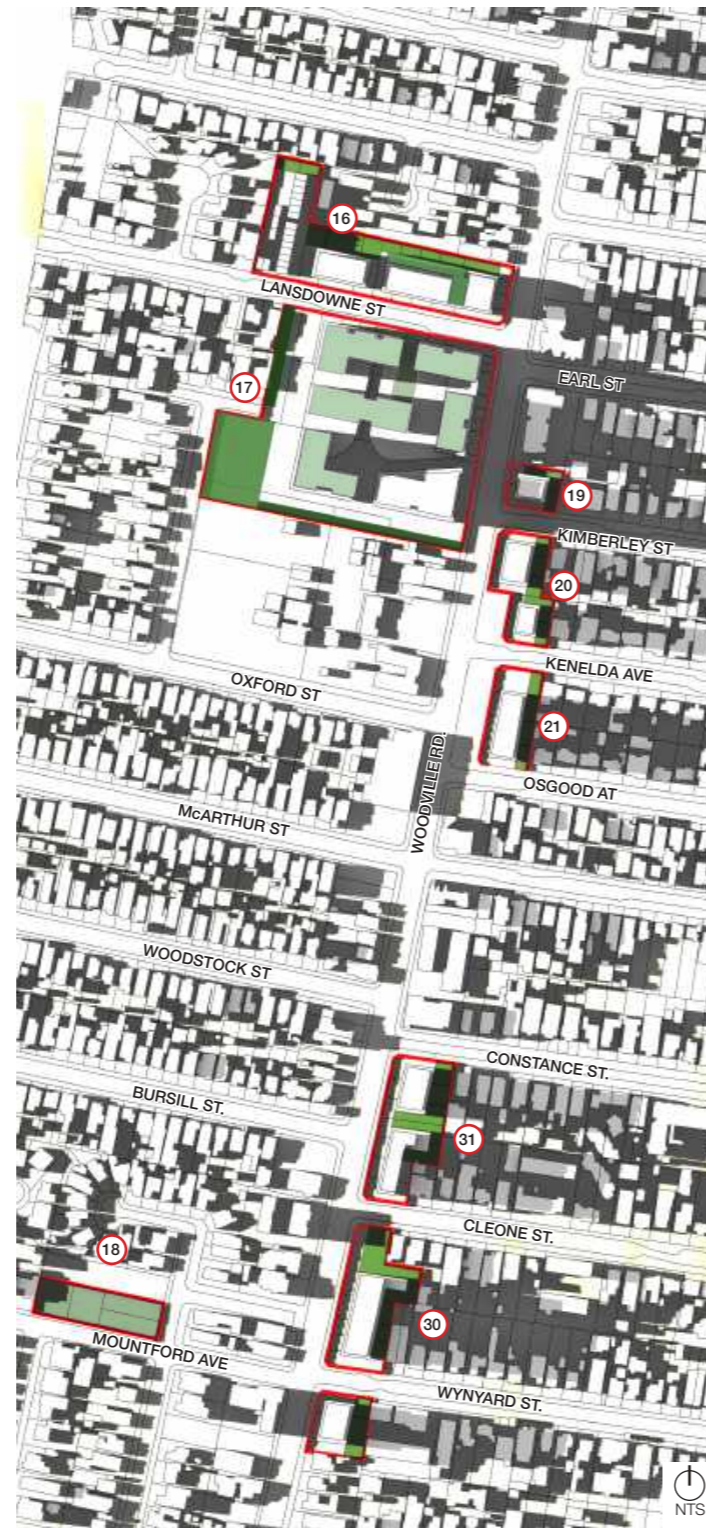 16
LANSDOWNE ST
EARL ST
17
19
KIMBERLEY ST
20
KENELDA AVE
OXFORD ST
21
WOODVILLE RD.
OSGOOD AT
McARTHUR ST
WOODSTOCK ST
CONSTANCE ST.
BURSILL ST.
31
CLEONE ST.
18
30
MOUNTFORD AVE
WYNYARD ST.
NTS